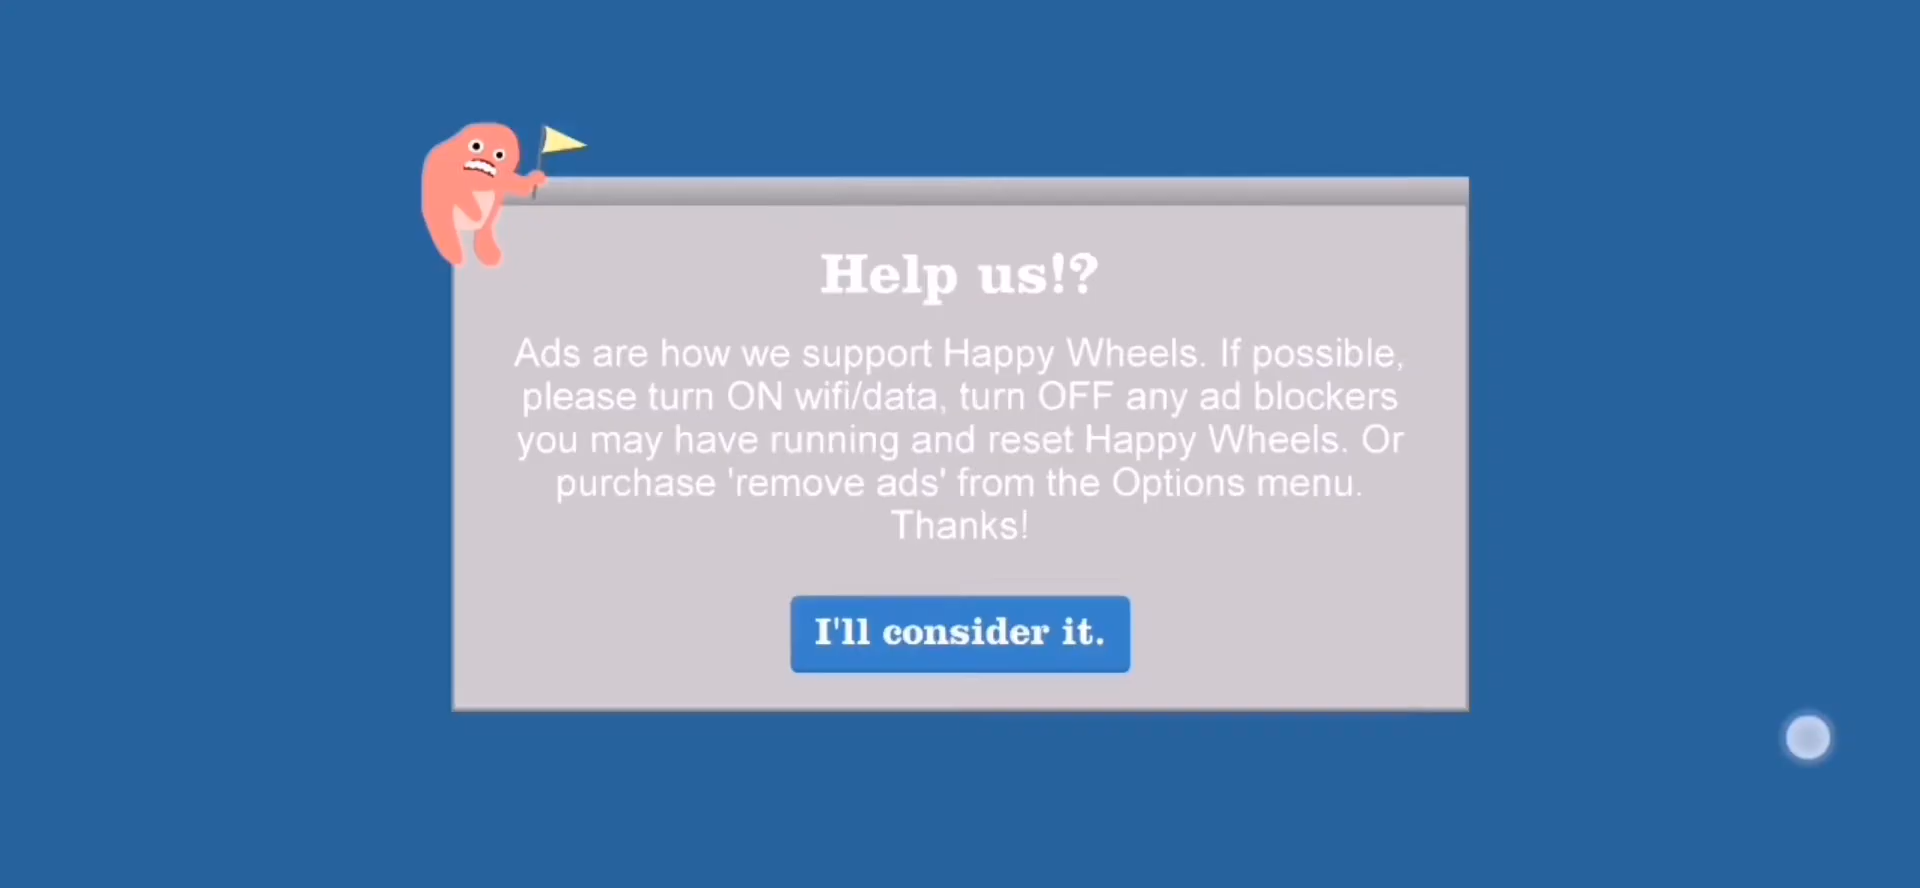 Help us!?
Ads are how we support Happy Wheels. If possible,
please turn ON wifi/data, turn OFF any ad blockers
you may have running and reset Happy Wheels. Or
purchase 'remove ads' from the Options menu.
Thanks!
I'll consider it.